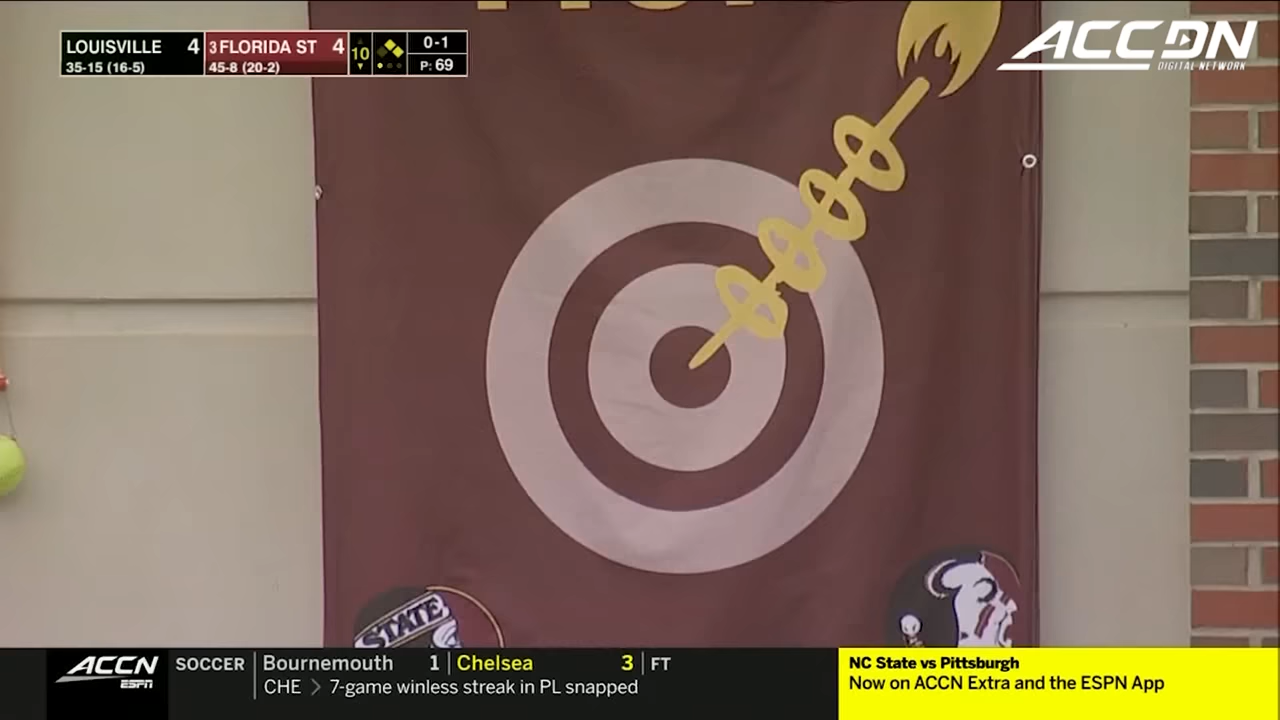 LOUISVILLE 4 3 FLORIDA ST 4 10 0-1
35-15 (16-5) 45-8 (20-2) P: 69
ACCDN
DIGITAL NETWORK
STATE
ACCN
ESPN
SOCCER Bournemouth 1 Chelsea 3 FT
CHE > 7-game winless streak in PL snapped
NC State vs Pittsburgh
Now on ACCN Extra and the ESPN App